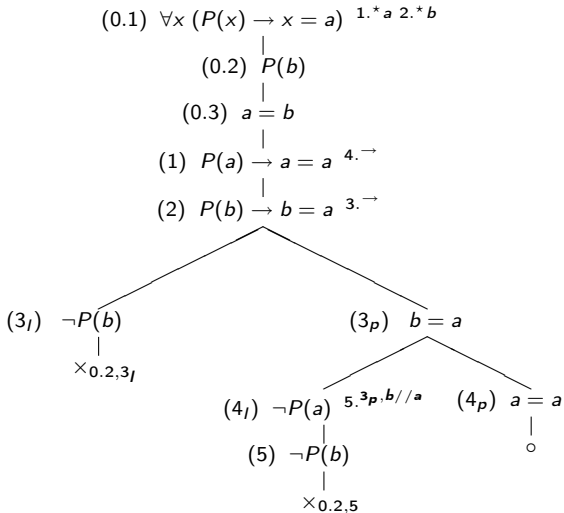 (0.1) ∀x (P(x) → x = a) 1.*a 2.*b
(0.2) P(b)
(0.3) a = b
(1) P(a) → a = a 4.→
(2) P(b) → b = a 3.→
(3l) ¬P(b) (3p) b = a
×0.2,3l
(4l) ¬P(a) 5.3p,b//a (4p) a = a
(5) ¬P(b) ∘
×0.2,5